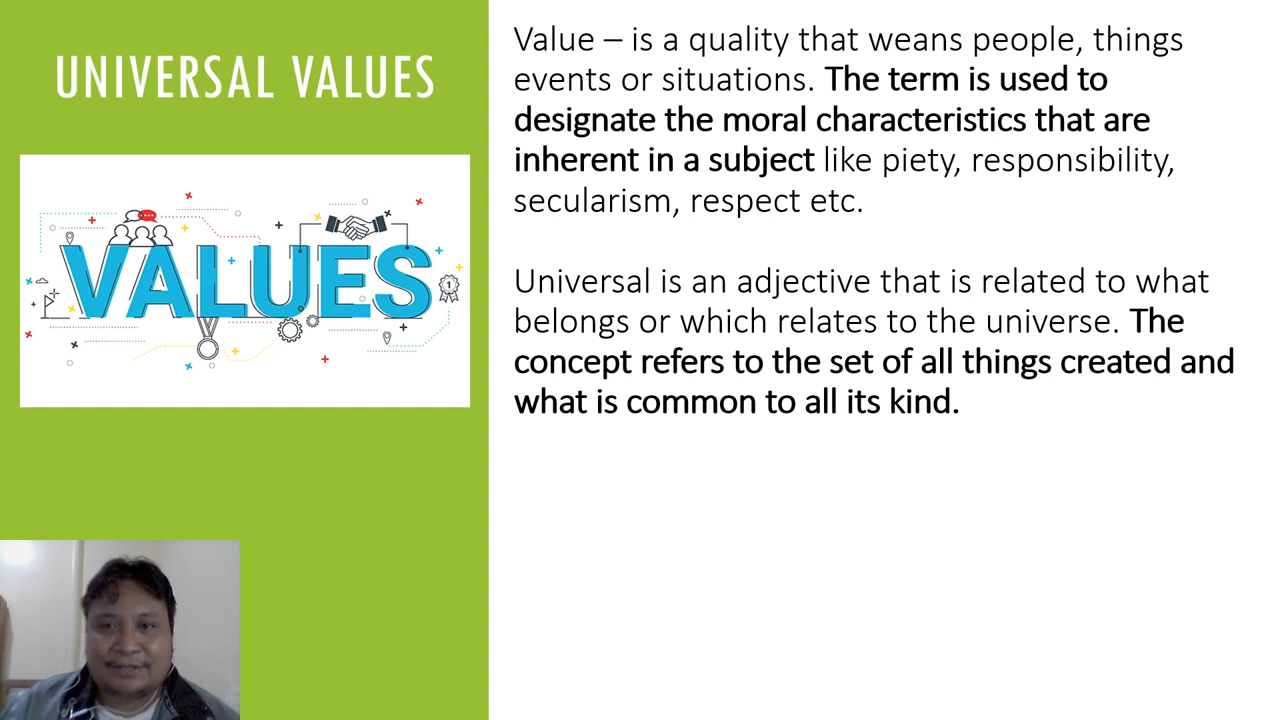 UNIVERSAL VALUES
VALUES
1
Value – is a quality that weans people, things
events or situations. The term is used to
designate the moral characteristics that are
inherent in a subject like piety, responsibility,
secularism, respect etc.
Universal is an adjective that is related to what
belongs or which relates to the universe. The
concept refers to the set of all things created and
what is common to all its kind.